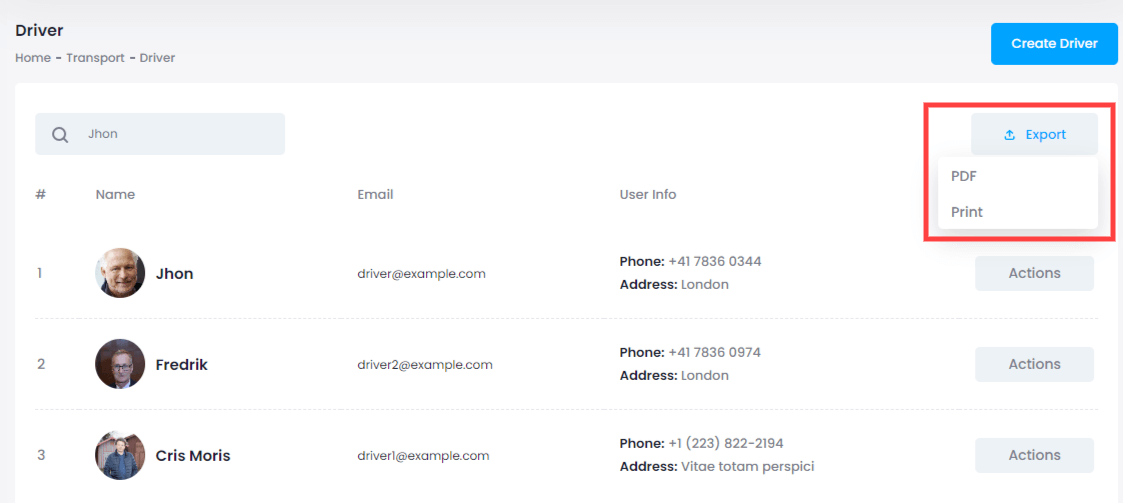 Driver
Home - Transport - Driver
Create Driver
Jhon
Export
PDF
Print
# Name Email User Info
1 Jhon driver@example.com Phone: +41 7836 0344
Address: London
Actions
2 Fredrik driver2@example.com Phone: +41 7836 0974
Address: London
Actions
3 Cris Moris driver1@example.com Phone: +1 (223) 822-2194
Address: Vitae totam perspici
Actions